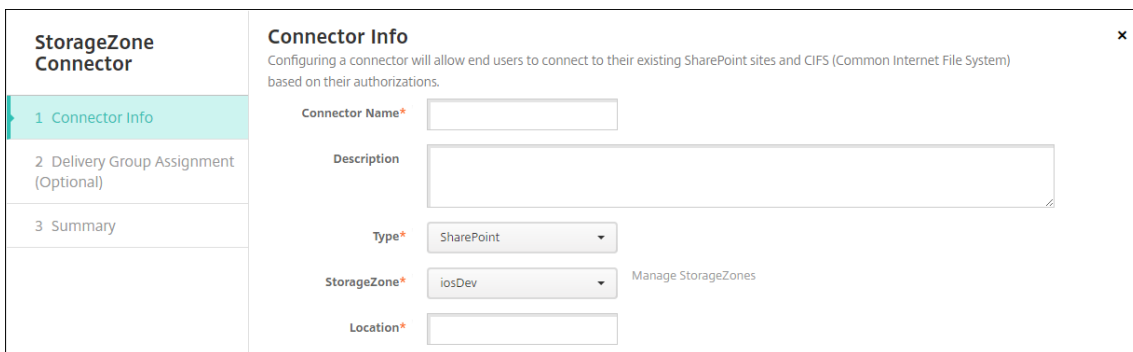 StorageZone
Connector
1 Connector Info
2 Delivery Group Assignment
(Optional)
3 Summary
Connector Info
×
Configuring a connector will allow end users to connect to their existing SharePoint sites and CIFS (Common Internet File System)
based on their authorizations.
Connector Name*
Description
Type* SharePoint
StorageZone* iosDev Manage StorageZones
Location*